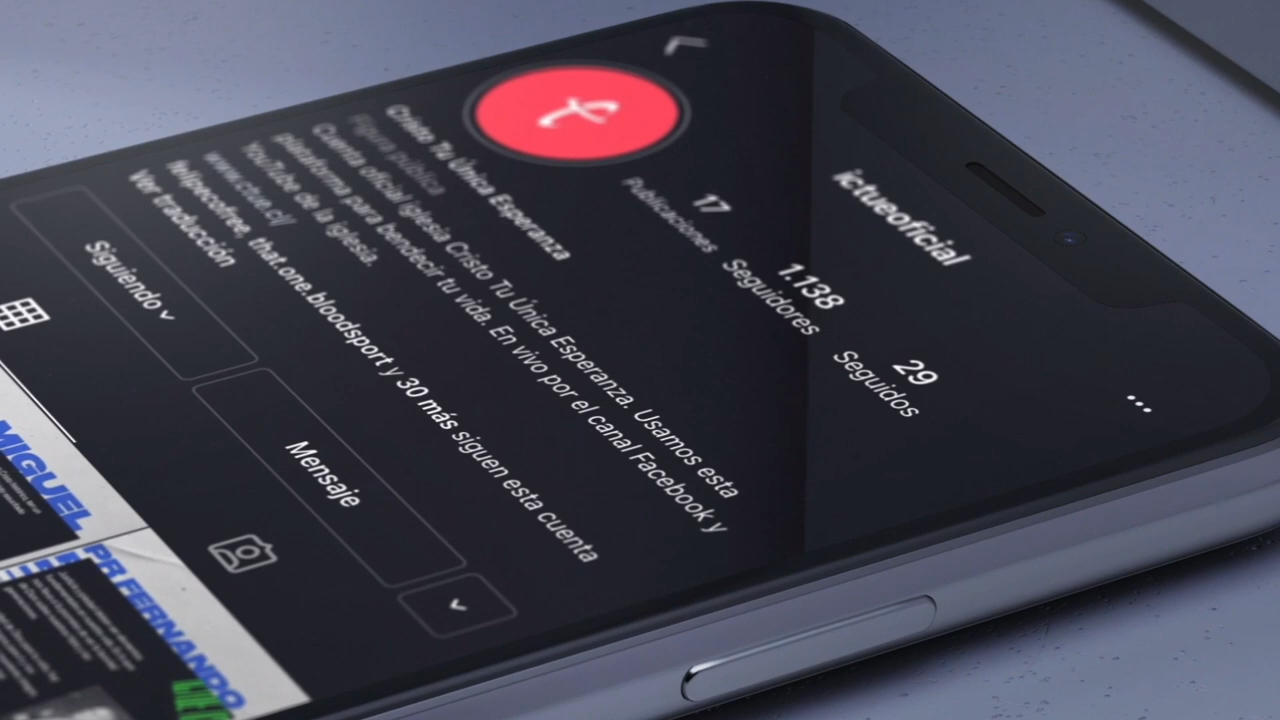 ictueoficial
17
Publicaciones
1.138
Seguidores
29
Seguidos
Cristo Tu Única Esperanza
Figura pública
Cuenta oficial Iglesia Cristo Tu Única Esperanza. Usamos esta
plataforma para bendecir tu vida. En vivo por el canal Facebook y
YouTube de la iglesia.
www.ctue.cl
felipecofree, that.one.bloodsport y 30 más siguen esta cuenta
Ver traducción
Siguiendo
Mensaje
MIGUEL
PR FERNANDO